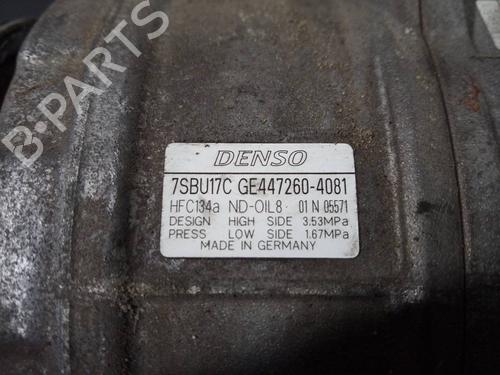 B-PARTS
DENSO
7SBU17C GE447260-4081
HFC134a ND-OIL8 01 N 05571
DESIGN HIGH SIDE 3.53MPa
PRESS LOW SIDE 1.67MPa
MADE IN GERMANY
B-PARTS